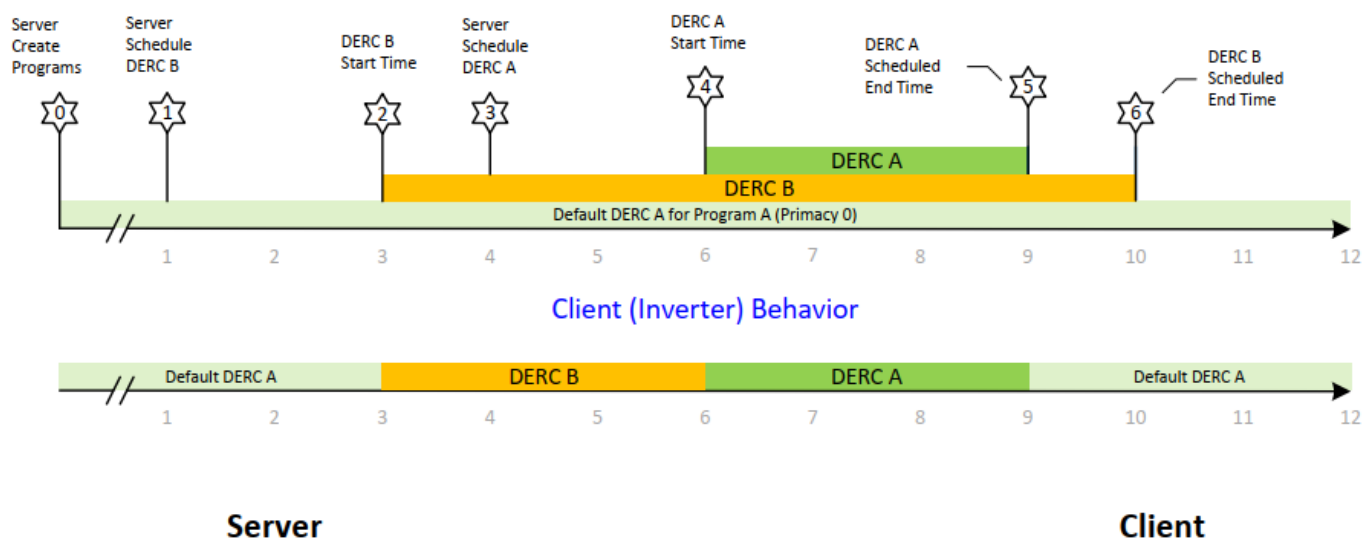 Server
Create
Programs
Server
Schedule
DERC B
DERC B
Start Time
Server
Schedule
DERC A
DERC A
Start Time
DERC A
Scheduled
End Time
DERC B
Scheduled
End Time
0
1
2
3
4
5
6
DERC A
DERC B
Default DERC A for Program A (Primacy 0)
1 2 3 4 5 6 7 8 9 10 11 12
Client (Inverter) Behavior
Default DERC A DERC B DERC A Default DERC A
1 2 3 4 5 6 7 8 9 10 11 12
Server Client